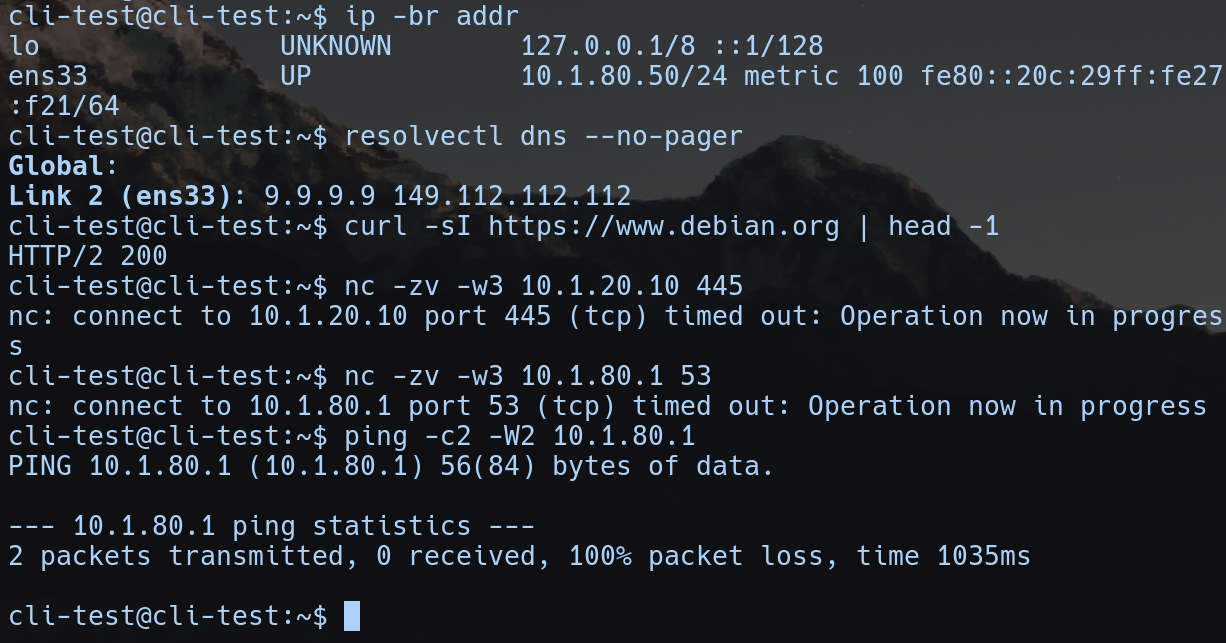 cli-test@cli-test:~$ ip -br addr
lo               UNKNOWN        127.0.0.1/8 ::1/128
ens33            UP             10.1.80.50/24 metric 100 fe80::20c:29ff:fe27
:f21/64
cli-test@cli-test:~$ resolvectl dns --no-pager
Global:
Link 2 (ens33): 9.9.9.9 149.112.112.112
cli-test@cli-test:~$ curl -sI https://www.debian.org | head -1
HTTP/2 200
cli-test@cli-test:~$ nc -zv -w3 10.1.20.10 445
nc: connect to 10.1.20.10 port 445 (tcp) timed out: Operation now in progres
s
cli-test@cli-test:~$ nc -zv -w3 10.1.80.1 53
nc: connect to 10.1.80.1 port 53 (tcp) timed out: Operation now in progress
cli-test@cli-test:~$ ping -c2 -W2 10.1.80.1
PING 10.1.80.1 (10.1.80.1) 56(84) bytes of data.

--- 10.1.80.1 ping statistics ---
2 packets transmitted, 0 received, 100% packet loss, time 1035ms

cli-test@cli-test:~$